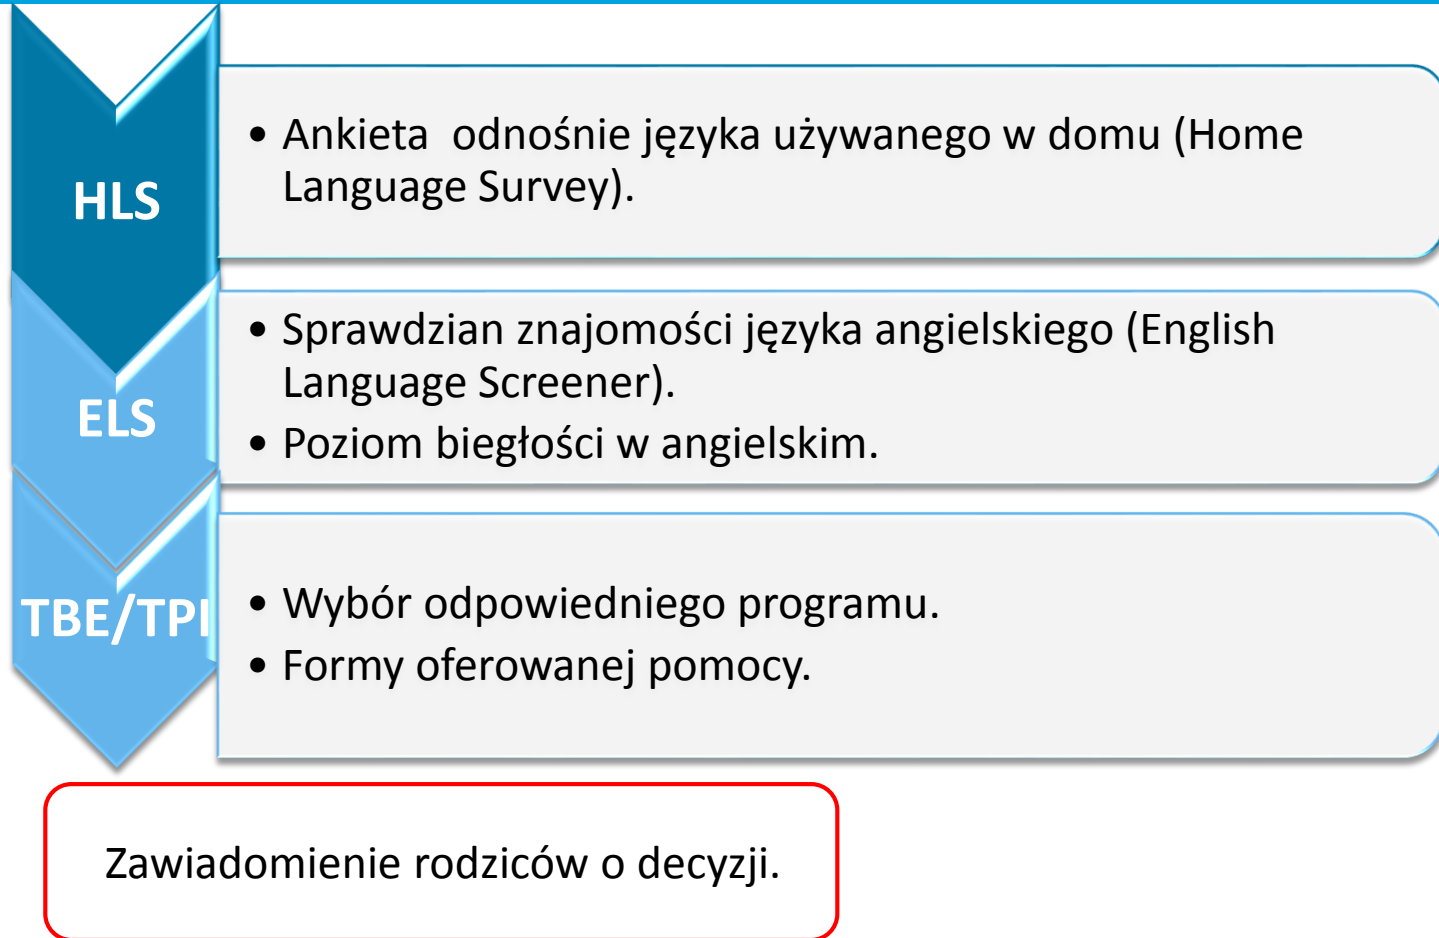 HLS
• Ankieta  odnośnie języka używanego w domu (Home
Language Survey).
ELS
• Sprawdzian znajomości języka angielskiego (English
Language Screener).
• Poziom biegłości w angielskim.
TBE/TPI
• Wybór odpowiedniego programu.
• Formy oferowanej pomocy.
Zawiadomienie rodziców o decyzji.